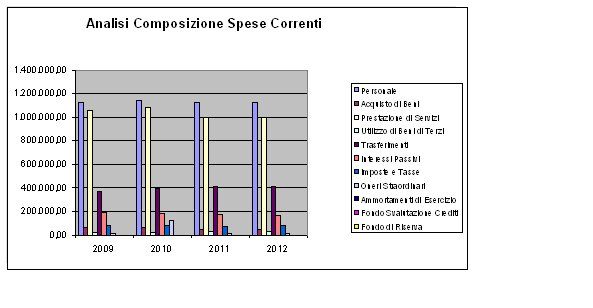 Analisi Composizione Spese Correnti
1.400.000,00
1.200.000,00
1.000.000,00
800.000,00
600.000,00
400.000,00
200.000,00
0,00
2009 2010 2011 2012
Personale
Acquisto di Beni
Prestazione di Servizi
Utilizzo di Beni di Terzi
Trasferimenti
Interessi Passivi
Imposte e Tasse
Oneri Straordinari
Ammortamenti di Esercizio
Fondo Svalutazione Crediti
Fondo di Riserva